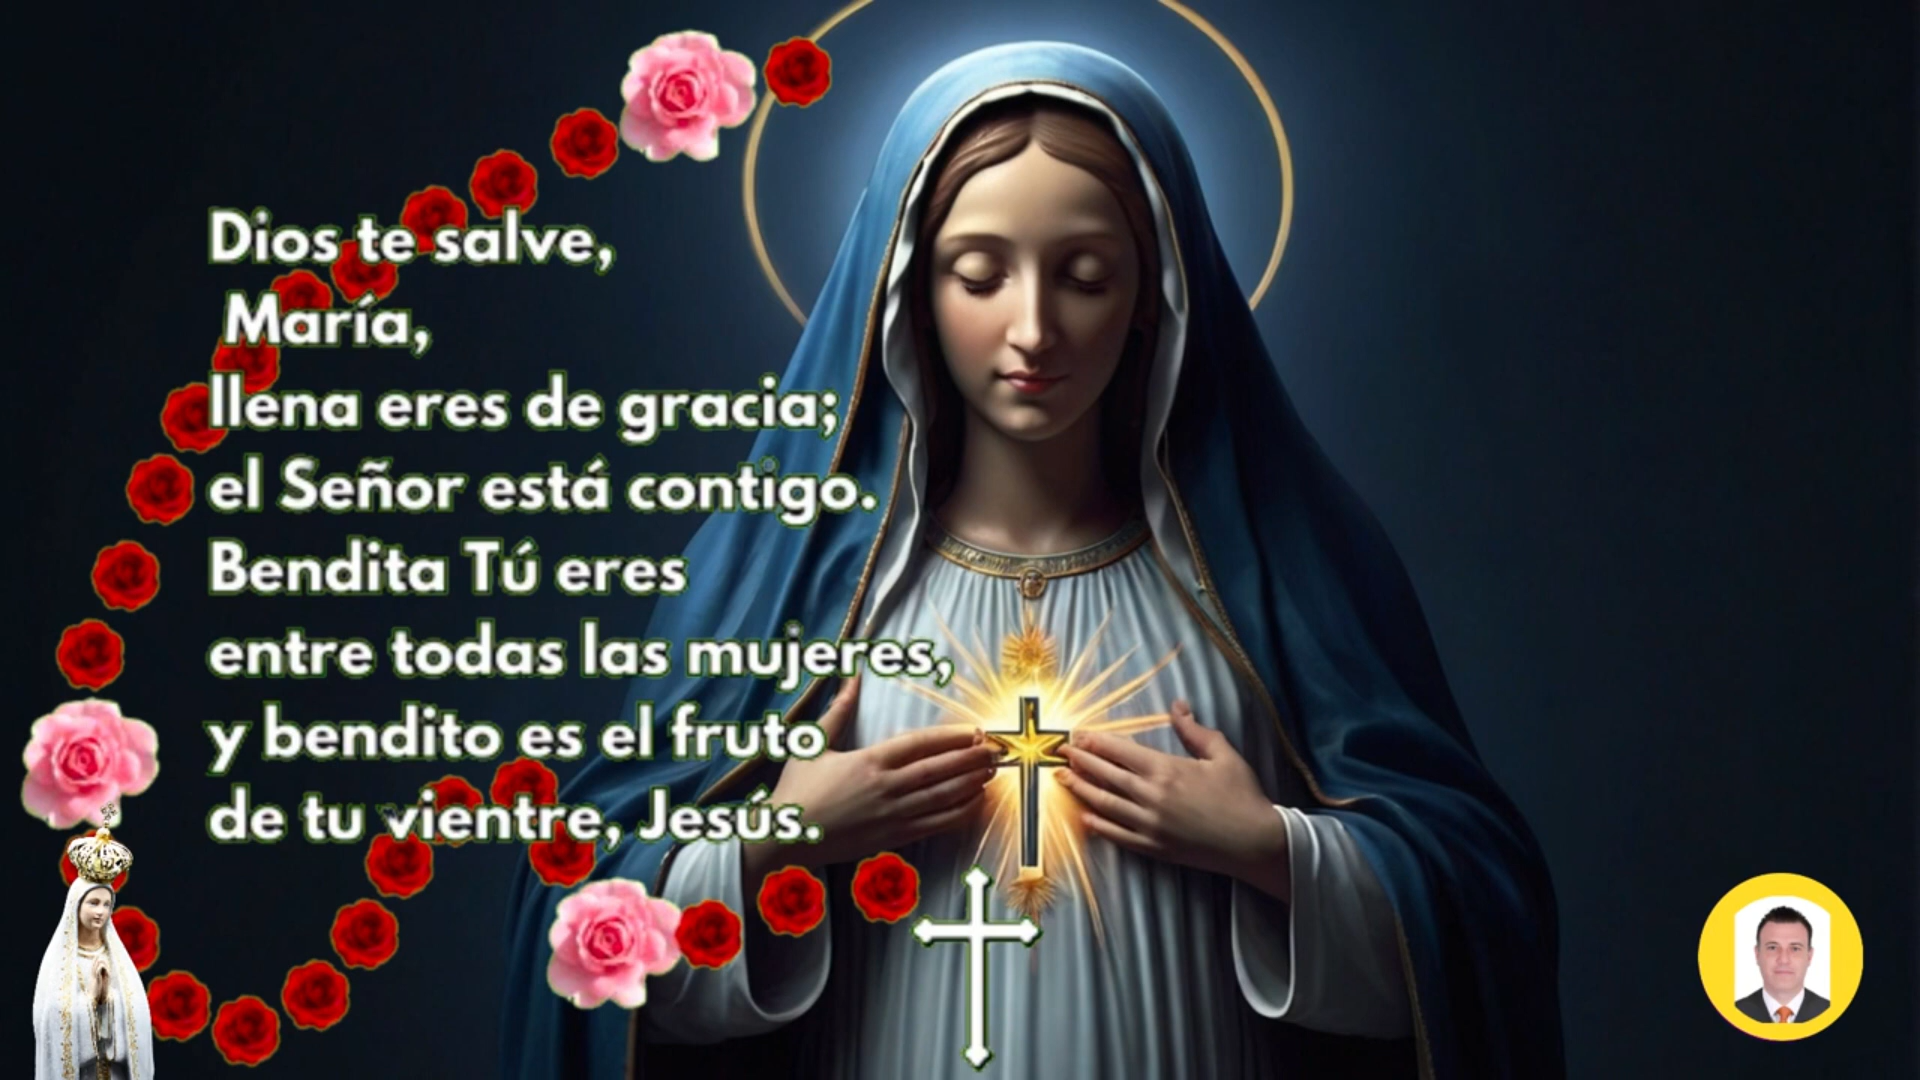 Dios te salve,
María,
llena eres de gracia;
el Señor está contigo.
Bendita Tú eres
entre todas las mujeres,
y bendito es el fruto
de tu vientre, Jesús.